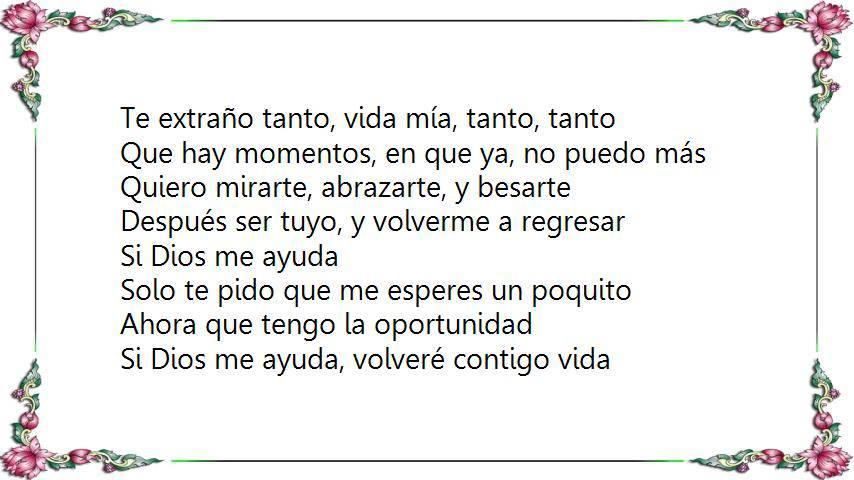 Te extraño tanto, vida mía, tanto, tanto
Que hay momentos, en que ya, no puedo más
Quiero mirarte, abrazarte, y besarte
Después ser tuyo, y volverme a regresar
Si Dios me ayuda
Solo te pido que me esperes un poquito
Ahora que tengo la oportunidad
Si Dios me ayuda, volveré contigo vida